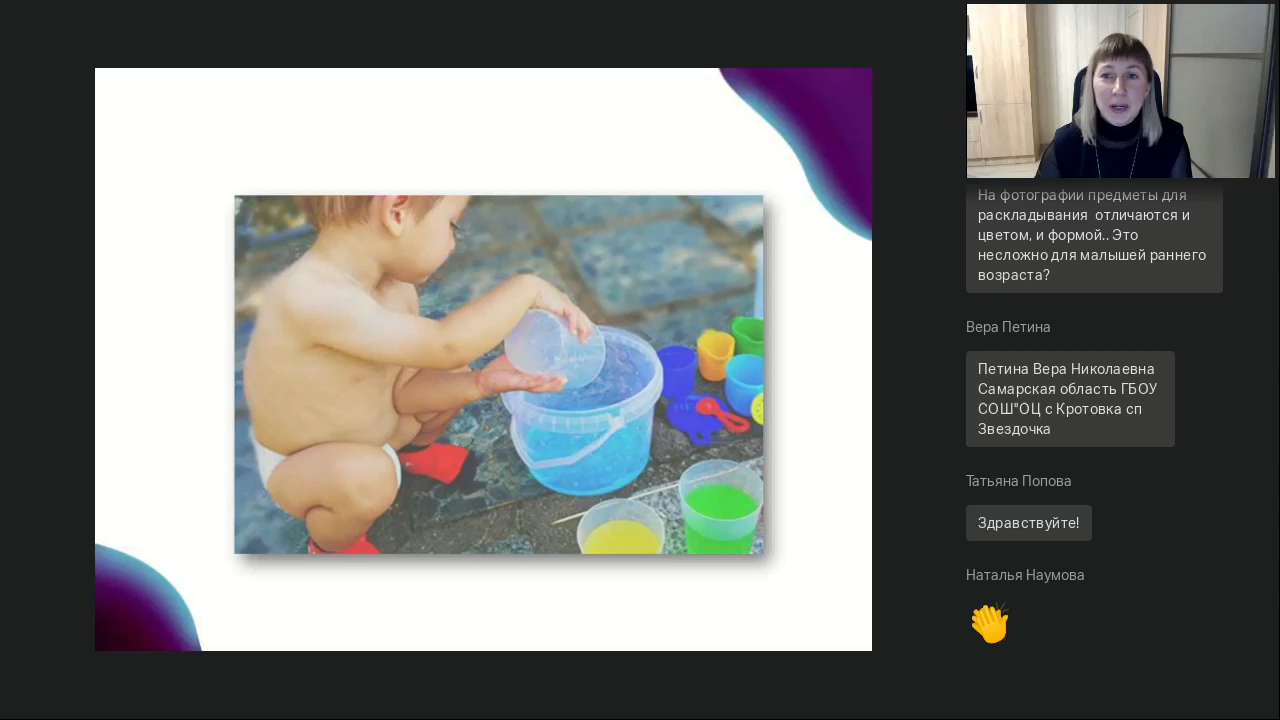 На фотографии предметы для
раскладывания отличаются и
цветом, и формой.. Это
несложно для малышей раннего
возраста?
Вера Петина
Петина Вера Николаевна
Самарская область ГБОУ
СОШ"ОЦ с Кротовка сп
Звездочка
Татьяна Попова
Здравствуйте!
Наталья Наумова